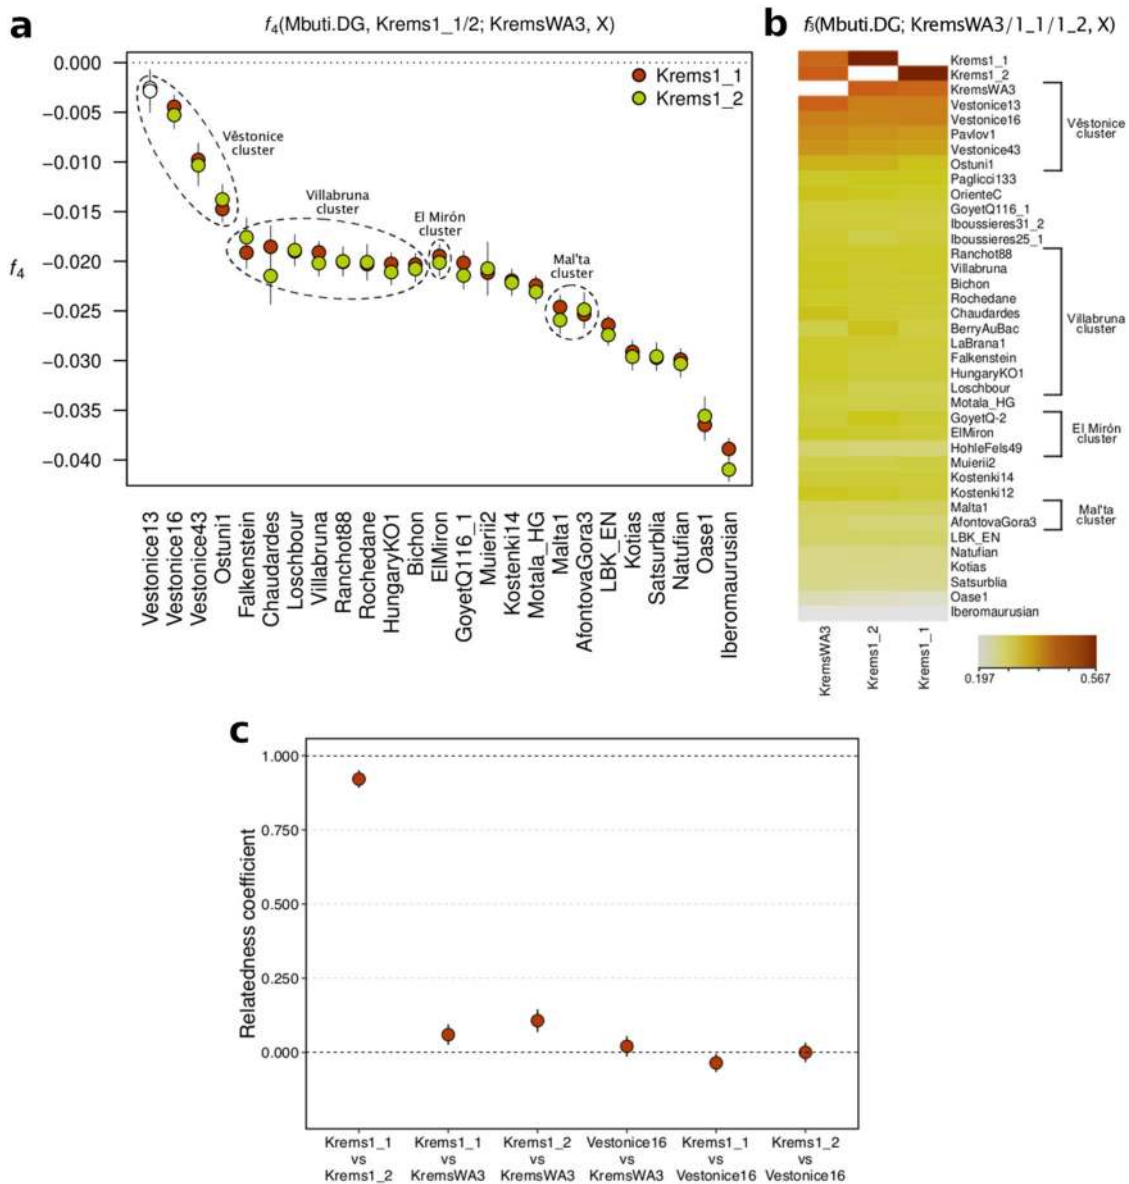 a
f₄(Mbuti.DG, Krems1_1/2; KremsWA3, X)
0.000
−0.005
−0.010
−0.015
−0.020
−0.025
−0.030
−0.035
−0.040
f₄
Krems1_1
Krems1_2
Věstonice
cluster
Villabruna
cluster
El Mirón
cluster
Mal'ta
cluster
Vestonice13
Vestonice16
Vestonice43
Ostuni1
Falkenstein
Chaudardes
Loschbour
Villabruna
Ranchot88
Rochedane
HungaryKO1
Bichon
ElMiron
GoyetQ116_1
Muierii2
Kostenki14
Motala_HG
Malta1
AfontovaGora3
LBK_EN
Kotias
Satsurblia
Natufian
Oase1
Iberomaurusian
b
f₃(Mbuti.DG; KremsWA3/1_1/1_2, X)
Krems1_1
Krems1_2
KremsWA3
Vestonice13
Vestonice16
Pavlov1
Vestonice43
Ostuni1
Paglicci133
OrienteC
GoyetQ116_1
Iboussieres31_2
Iboussieres25_1
Ranchot88
Villabruna
Bichon
Rochedane
Chaudardes
BerryAuBac
LaBrana1
Falkenstein
HungaryKO1
Loschbour
Motala_HG
GoyetQ-2
ElMiron
HohleFels49
Muierii2
Kostenki14
Kostenki12
Malta1
AfontovaGora3
LBK_EN
Natufian
Kotias
Satsurblia
Oase1
Iberomaurusian
Věstonice
cluster
Villabruna
cluster
El Mirón
cluster
Mal'ta
cluster
KremsWA3
Krems1_2
Krems1_1
0.197
0.567
c
1.000
0.750
0.500
0.250
0.000
Relatedness coefficient
Krems1_1
vs
Krems1_2
Krems1_1
vs
KremsWA3
Krems1_2
vs
KremsWA3
Vestonice16
vs
KremsWA3
Krems1_1
vs
Vestonice16
Krems1_2
vs
Vestonice16